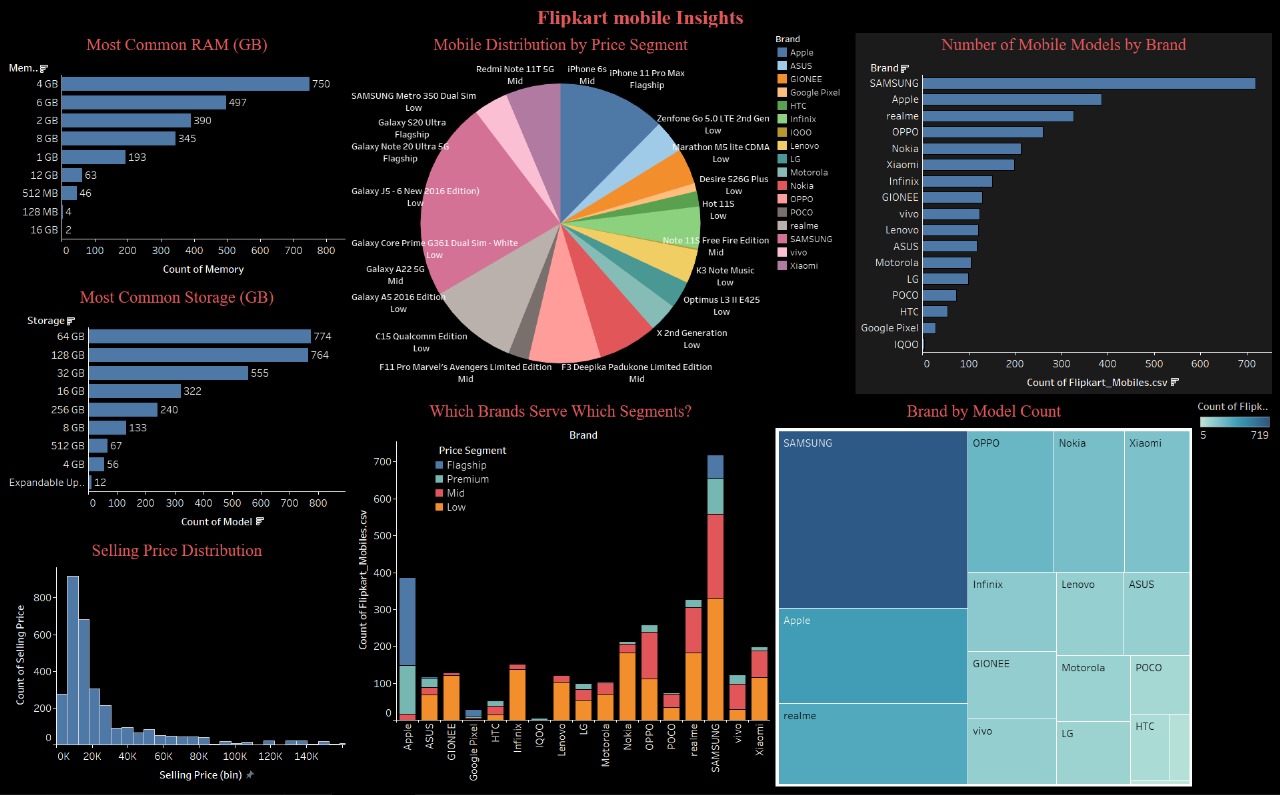 Flipkart mobile Insights
Most Common RAM (GB)
Mem..
4 GB 750
6 GB 497
2 GB 390
8 GB 345
1 GB 193
12 GB 63
512 MB 46
128 MB 4
16 GB 2
0 100 200 300 400 500 600 700 800
Count of Memory
Most Common Storage (GB)
Storage
64 GB 774
128 GB 764
32 GB 555
16 GB 322
256 GB 240
8 GB 133
512 GB 67
4 GB 56
Expandable Up.. 12
0 100 200 300 400 500 600 700 800
Count of Model
Selling Price Distribution
Count of Selling Price
800
600
400
200
0
0K 20K 40K 60K 80K 100K 120K 140K
Selling Price (bin)
Mobile Distribution by Price Segment
Redmi Note 11T 5G
Mid
iPhone 6s
Mid
iPhone 11 Pro Max
Flagship
SAMSUNG Metro 350 Dual Sim
Low
Galaxy S20 Ultra
Flagship
Galaxy Note 20 Ultra 5G
Flagship
Galaxy J5 - 6 New 2016 Edition)
Low
Galaxy Core Prime G361 Dual Sim - White
Low
Galaxy A22 5G
Mid
Galaxy A5 2016 Edition
Low
C15 Qualcomm Edition
Low
F11 Pro Marvel's Avengers Limited Edition
Mid
Zenfone Go 5.0 LTE 2nd Gen
Low
Marathon M5 lite CDMA
Low
Desire 526G Plus
Low
Hot 11S
Low
Note 11S Free Fire Edition
Mid
K3 Note Music
Low
Optimus L3 II E425
Low
X 2nd Generation
Low
F3 Deepika Padukone Limited Edition
Mid
Brand
Apple
ASUS
GIONEE
Google Pixel
HTC
Infinix
IQOO
Lenovo
LG
Motorola
Nokia
OPPO
POCO
realme
SAMSUNG
vivo
Xiaomi
Number of Mobile Models by Brand
Brand
SAMSUNG
Apple
realme
OPPO
Nokia
Xiaomi
Infinix
GIONEE
vivo
Lenovo
ASUS
Motorola
LG
POCO
HTC
Google Pixel
IQOO
0 100 200 300 400 500 600 700
Count of Flipkart_Mobiles.csv
Which Brands Serve Which Segments?
Brand
Price Segment
Flagship
Premium
Mid
Low
Count of Flipkart_Mobiles.csv
700
600
500
400
300
200
100
0
Apple
ASUS
GIONEE
Google Pixel
HTC
Infinix
IQOO
Lenovo
LG
Motorola
Nokia
OPPO
POCO
realme
SAMSUNG
vivo
Xiaomi
Brand by Model Count
SAMSUNG
Apple
realme
OPPO
Nokia
Xiaomi
Infinix
Lenovo
ASUS
GIONEE
Motorola
POCO
vivo
LG
HTC
Count of Flipk..
5 719